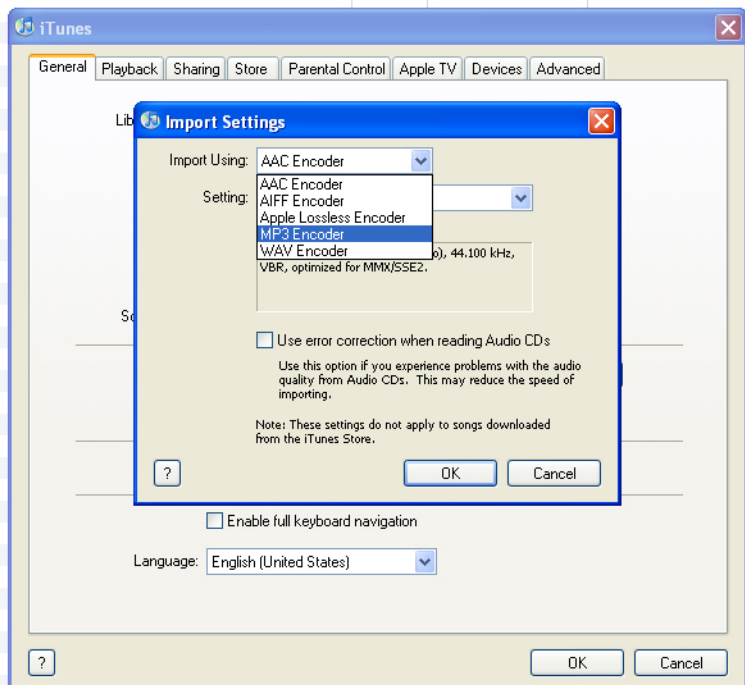 iTunes
General Playback Sharing Store Parental Control Apple TV Devices Advanced
Lib
Import Settings
Import Using: AAC Encoder
AAC Encoder
Setting:
AIFF Encoder
Apple Lossless Encoder
MP3 Encoder
WAV Encoder
o), 44.100 kHz,
VBR, optimized for MMX/SSE2.
So
Use error correction when reading Audio CDs
Use this option if you experience problems with the audio
quality from Audio CDs. This may reduce the speed of
importing.
Note: These settings do not apply to songs downloaded
from the iTunes Store.
? OK Cancel
Enable full keyboard navigation
Language: English (United States)
? OK Cancel